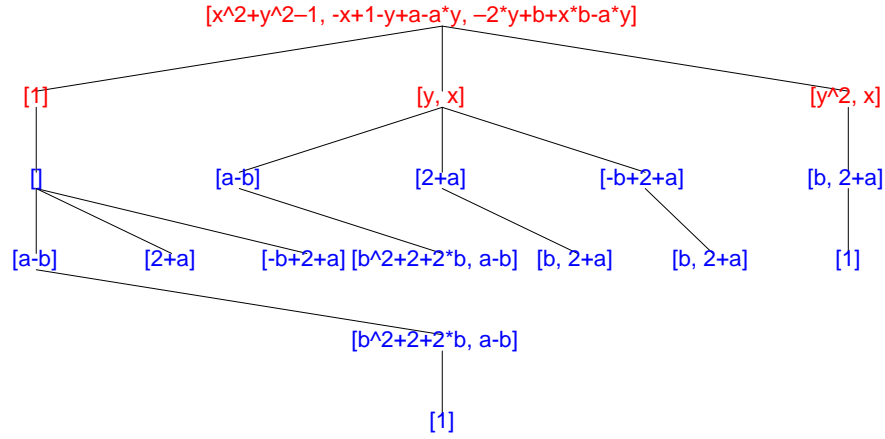 [x^2+y^2–1, -x+1-y+a-a*y, –2*y+b+x*b-a*y]
[1] [y, x] [y^2, x]
[] [a-b] [2+a] [-b+2+a] [b, 2+a]
[a-b] [2+a] [-b+2+a] [b^2+2+2*b, a-b] [b, 2+a] [b, 2+a] [1]
[b^2+2+2*b, a-b]
[1]